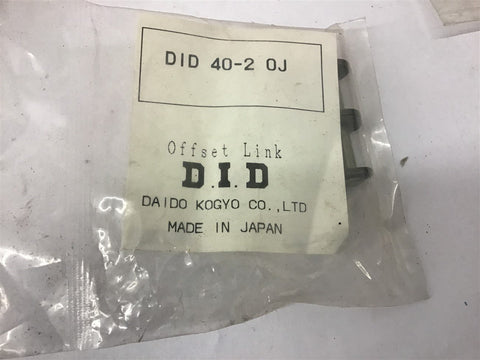 DID 40-2 OJ
Offset Link
D.I.D
DAIDO KOGYO CO.,LTD
MADE IN JAPAN